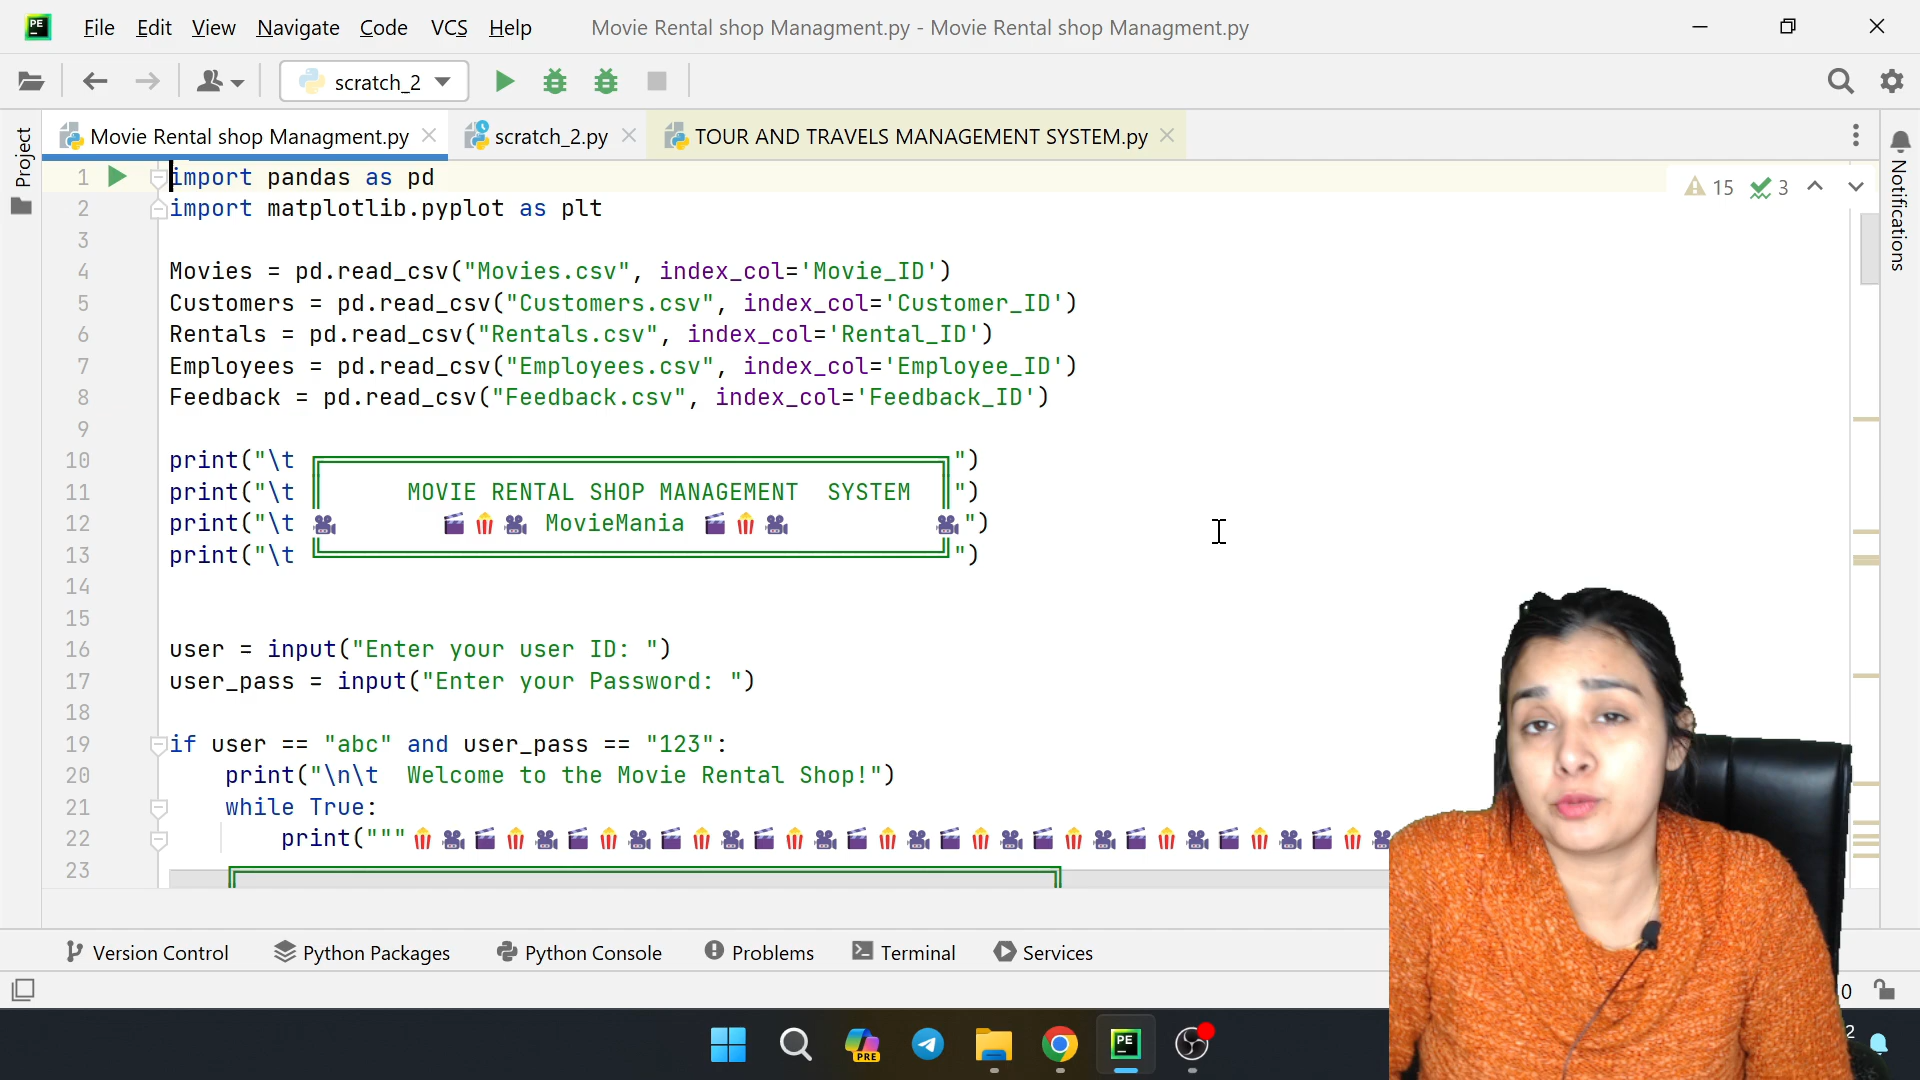 PE File Edit View Navigate Code VCS Help Movie Rental shop Managment.py - Movie Rental shop Managment.py
scratch_2
Movie Rental shop Managment.py scratch_2.py TOUR AND TRAVELS MANAGEMENT SYSTEM.py
Project
Notifications
15 3
1 import pandas as pd
2 import matplotlib.pyplot as plt
3
4 Movies = pd.read_csv("Movies.csv", index_col='Movie_ID')
5 Customers = pd.read_csv("Customers.csv", index_col='Customer_ID')
6 Rentals = pd.read_csv("Rentals.csv", index_col='Rental_ID')
7 Employees = pd.read_csv("Employees.csv", index_col='Employee_ID')
8 Feedback = pd.read_csv("Feedback.csv", index_col='Feedback_ID')
9
10 print("\t ╔═════════════════════════════════════════════╗")
11 print("\t ║ MOVIE RENTAL SHOP MANAGEMENT SYSTEM ║")
12 print("\t 🎥 🎬🍿🎥 MovieMania 🎬🍿🎥 🎥")
13 print("\t ╚═════════════════════════════════════════════╝")
14
15
16 user = input("Enter your user ID: ")
17 user_pass = input("Enter your Password: ")
18
19 if user == "abc" and user_pass == "123":
20 print("\n\t Welcome to the Movie Rental Shop!")
21 while True:
22 print("""🍿🎥🎬🍿🎥🎬🍿🎥🎬🍿🎥🎬🍿🎥🎬🍿🎥🎬🍿🎥🎬🍿🎥🎬🍿🎥🎬🍿🎥🎬🍿🎥
23
Version Control Python Packages Python Console Problems Terminal Services
0
PRE PE 2